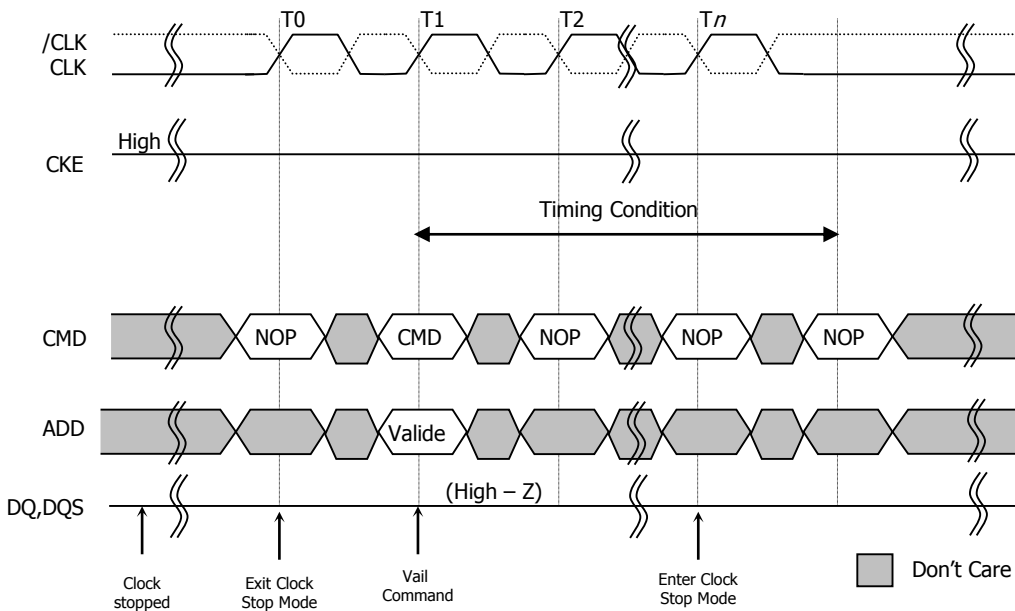 T0 T1 T2 Tn
/CLK
CLK
High
CKE
Timing Condition
CMD NOP CMD NOP NOP NOP
ADD Valide
(High – Z)
DQ,DQS
Clock
stopped
Exit Clock
Stop Mode
Vail
Command
Enter Clock
Stop Mode
Don't Care